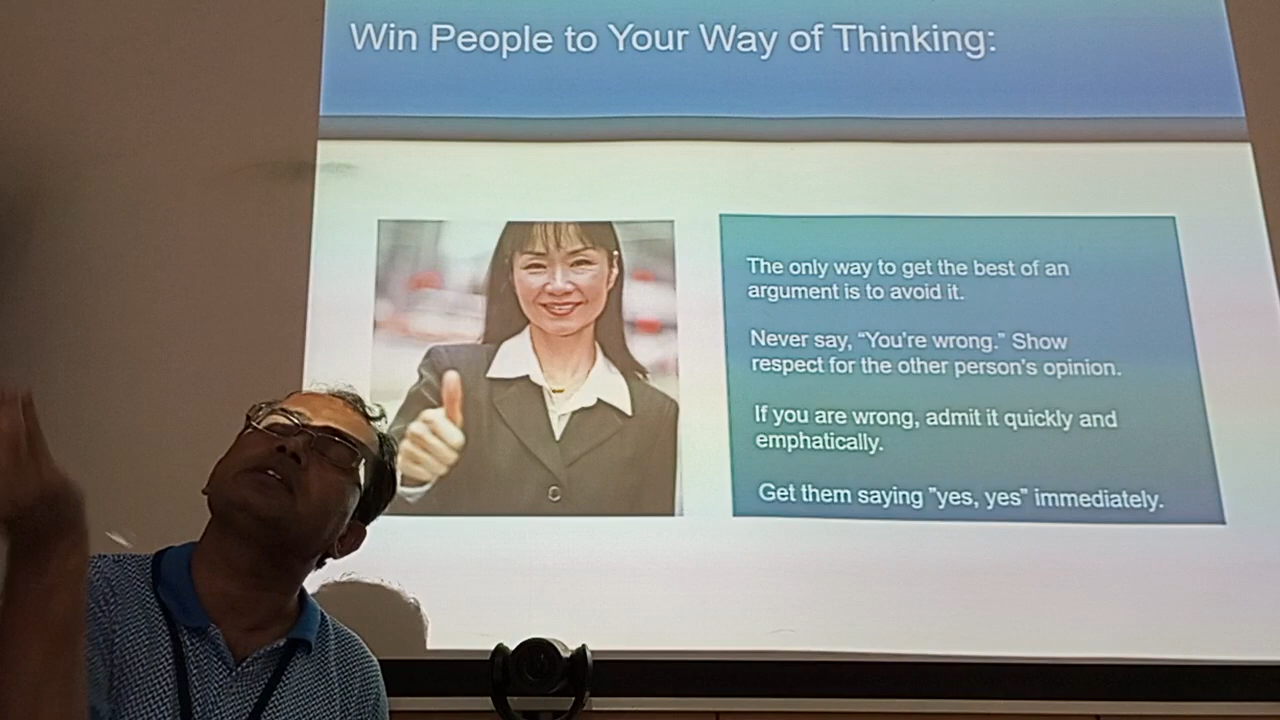 Win People to Your Way of Thinking:
The only way to get the best of an
argument is to avoid it.
Never say, “You're wrong.” Show
respect for the other person's opinion.
If you are wrong, admit it quickly and
emphatically.
Get them saying "yes, yes" immediately.